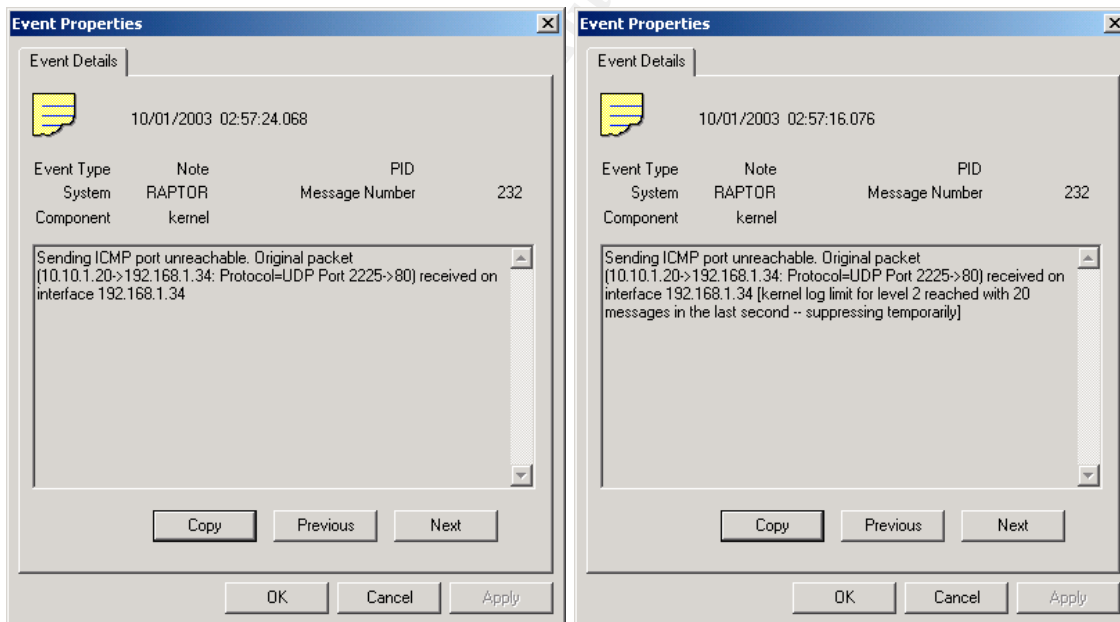 Event Properties
Event Details
10/01/2003 02:57:24.068
Event Type Note PID
System RAPTOR Message Number 232
Component kernel
Sending ICMP port unreachable. Original packet
(10.10.1.20->192.168.1.34: Protocol=UDP Port 2225->80) received on
interface 192.168.1.34
Copy Previous Next
OK Cancel Apply
Event Properties
Event Details
10/01/2003 02:57:16.076
Event Type Note PID
System RAPTOR Message Number 232
Component kernel
Sending ICMP port unreachable. Original packet
(10.10.1.20->192.168.1.34: Protocol=UDP Port 2225->80) received on
interface 192.168.1.34 [kernel log limit for level 2 reached with 20
messages in the last second -- suppressing temporarily]
Copy Previous Next
OK Cancel Apply